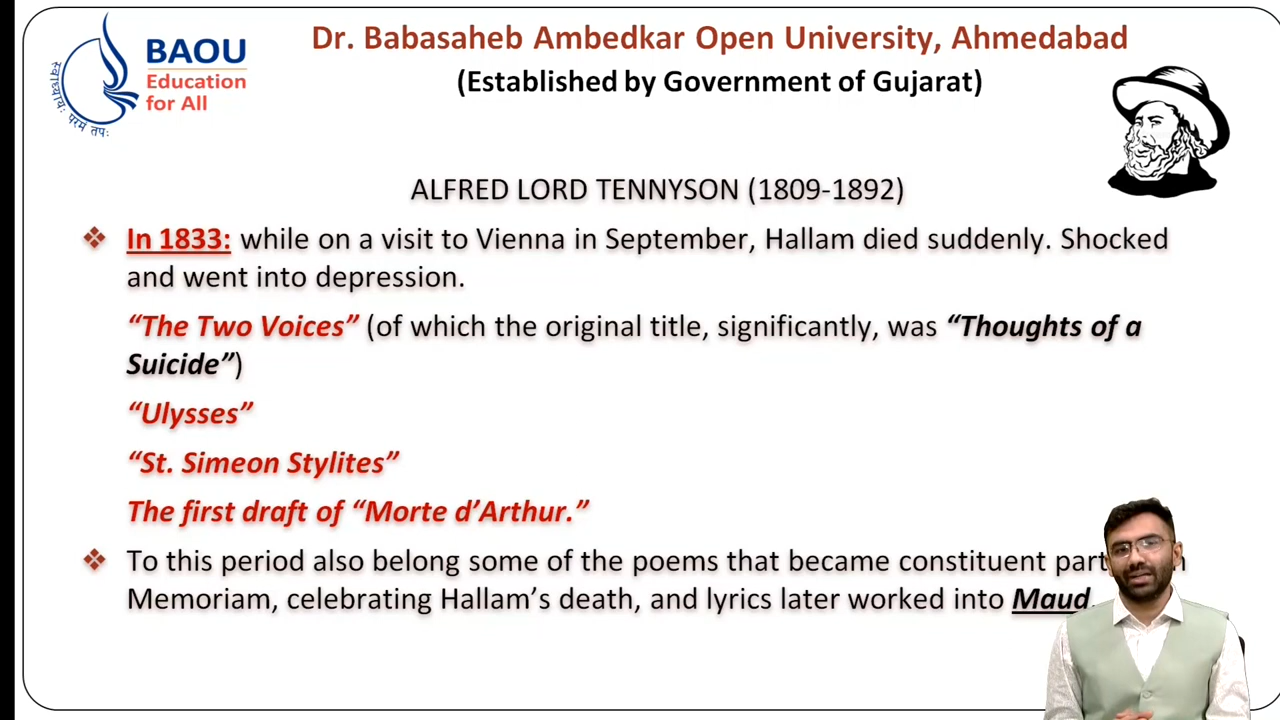 BAOU
Education
for All
स्वाध्यायः परमं तपः
Dr. Babasaheb Ambedkar Open University, Ahmedabad
(Established by Government of Gujarat)
ALFRED LORD TENNYSON (1809-1892)
❖ In 1833: while on a visit to Vienna in September, Hallam died suddenly. Shocked
and went into depression.
“The Two Voices” (of which the original title, significantly, was “Thoughts of a
Suicide”)
“Ulysses”
“St. Simeon Stylites”
The first draft of “Morte d’Arthur.”
❖ To this period also belong some of the poems that became constituent
Memoriam, celebrating Hallam’s death, and lyrics later worked into Maud